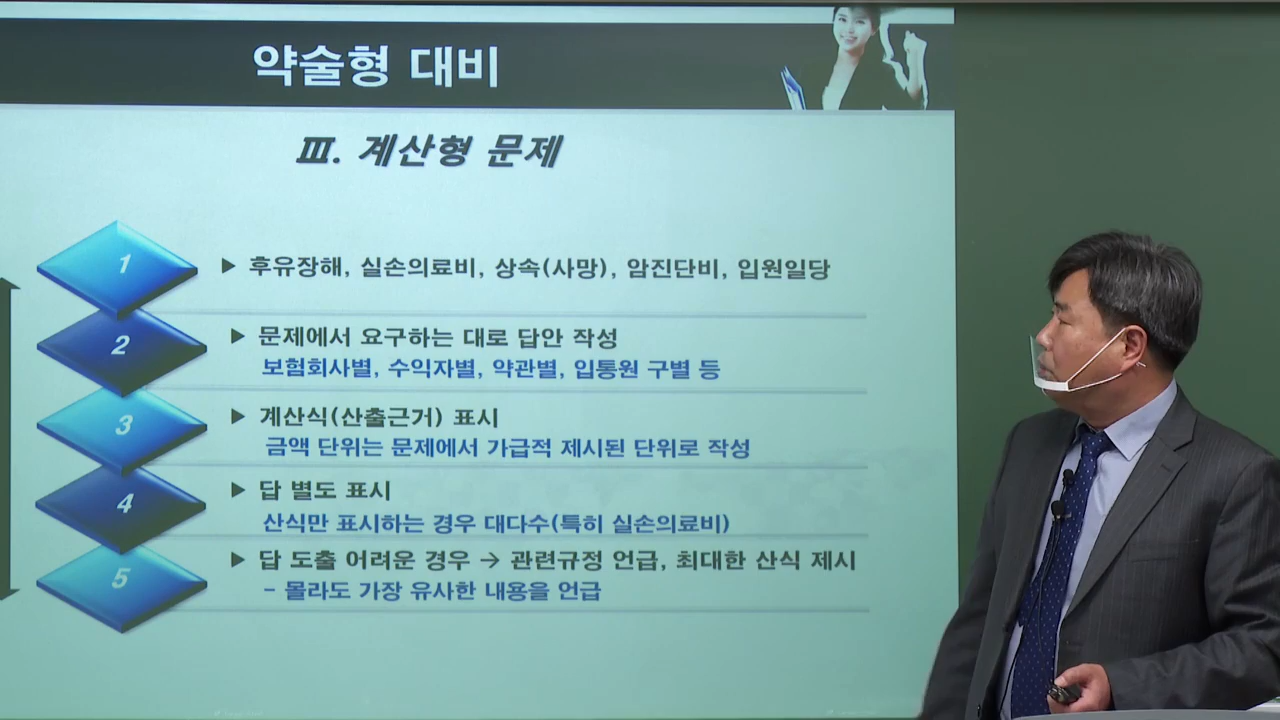 약술형 대비
Ⅲ. 계산형 문제
1
▶ 후유장해, 실손의료비, 상속(사망), 암진단비, 입원일당
2
▶ 문제에서 요구하는 대로 답안 작성
보험회사별, 수익자별, 약관별, 입통원 구별 등
3
▶ 계산식(산출근거) 표시
금액 단위는 문제에서 가급적 제시된 단위로 작성
4
▶ 답 별도 표시
산식만 표시하는 경우 대다수(특히 실손의료비)
5
▶ 답 도출 어려운 경우 → 관련규정 언급, 최대한 산식 제시
- 몰라도 가장 유사한 내용을 언급